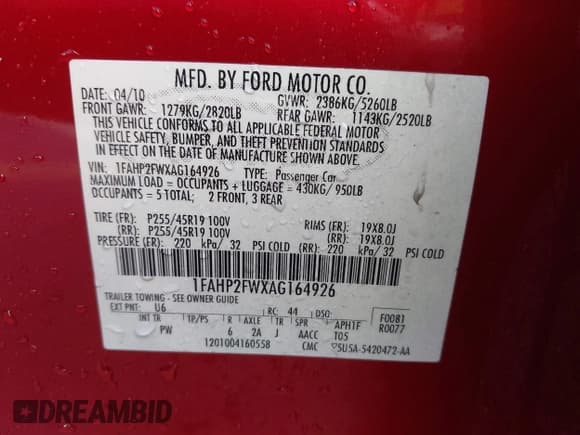 MFD. BY FORD MOTOR CO.
DATE: 04/10 GVWR: 2386KG/5260LB
FRONT GAWR: 1279KG/2820LB REAR GAWR: 1143KG/2520LB
THIS VEHICLE CONFORMS TO ALL APPLICABLE FEDERAL MOTOR
VEHICLE SAFETY, BUMPER, AND THEFT PREVENTION STANDARDS
IN EFFECT ON THE DATE OF MANUFACTURE SHOWN ABOVE.
VIN: 1FAHP2FWXAG164926 TYPE: Passenger Car
MAXIMUM LOAD = OCCUPANTS + LUGGAGE = 430KG/950LB
OCCUPANTS = 5 TOTAL; 2 FRONT, 3 REAR
TIRE (FR): P255/45R19 100V RIMS (FR): 19X8.0J
(RR): P255/45R19 100V (RR): 19X8.0J
PRESSURE (FR): 220 kPa/ 32 PSI COLD (RR): 220 kPa/ 32 PSI COLD
1FAHP2FWXAG164926
TRAILER TOWING - SEE OWNER GUIDE
EXT PNT: U6 RC: 44 DSO: F0081
INT TR TP/PS R AXLE TR SPR APH1F R0077
PW 6 2A J AACC T05
1201004160558 CMC 5U5A-5420472-AA
DREAMBID